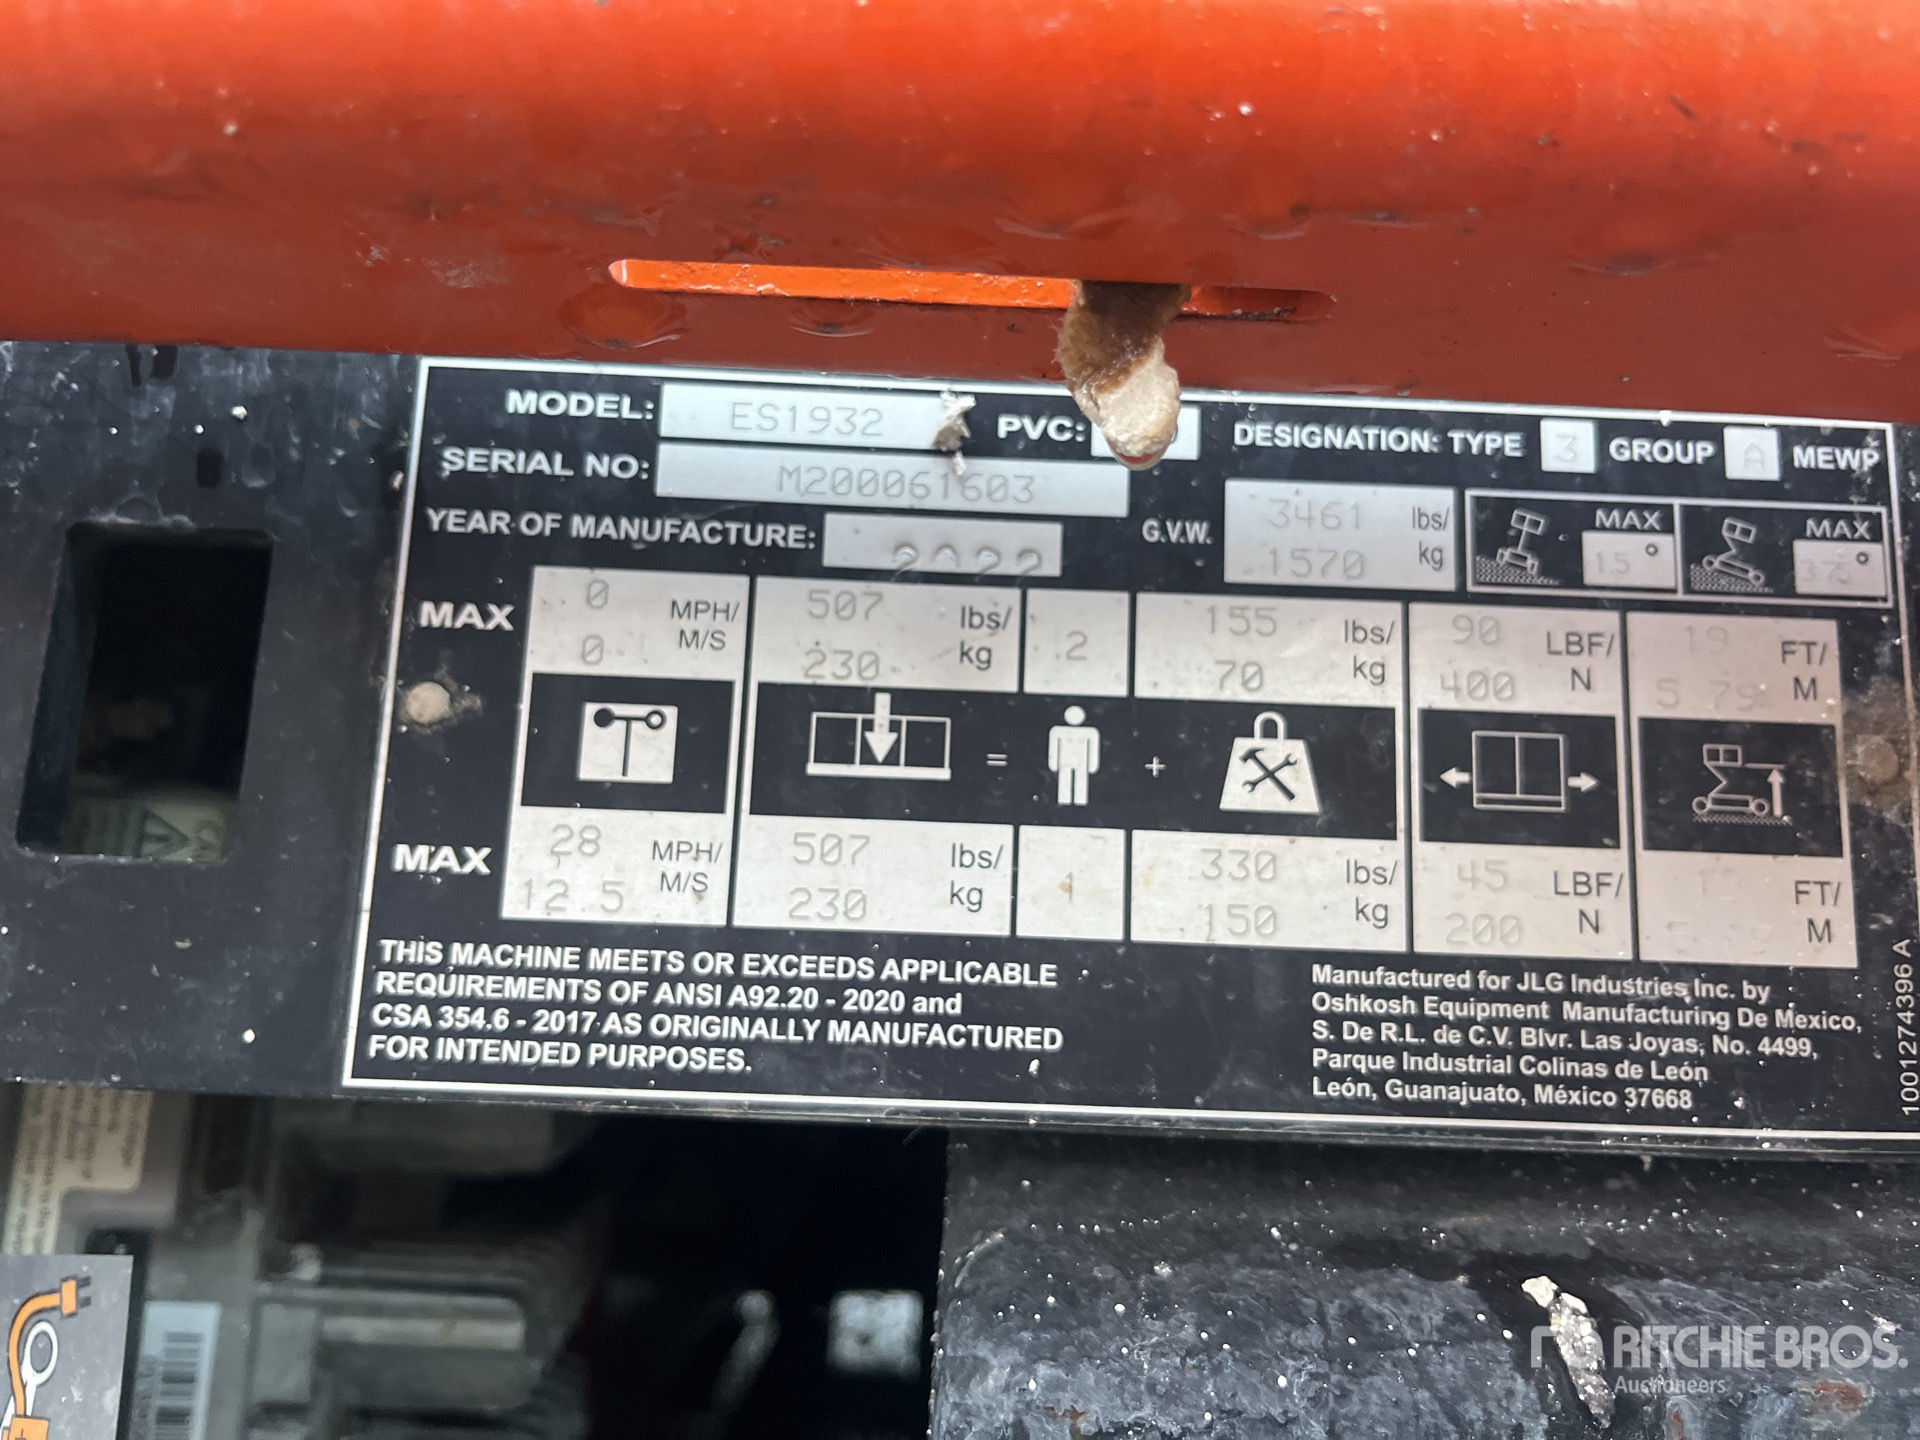 MODEL: ES1932 PVC: DESIGNATION: TYPE 3 GROUP A MEWP
SERIAL NO: M200061603
YEAR OF MANUFACTURE: 2022 G.V.W. 3461 lbs/ 1570 kg MAX 1.5° MAX
MAX 0 MPH/ 507 lbs/ 2 155 lbs/ 90 LBF/ 19 FT/
0 M/S 230 kg 70 kg 400 N 5.79 M
= +
MAX 28 MPH/ 507 lbs/ 1 330 lbs/ 45 LBF/ FT/
12.5 M/S 230 kg 150 kg 200 N M
THIS MACHINE MEETS OR EXCEEDS APPLICABLE
REQUIREMENTS OF ANSI A92.20 - 2020 and
CSA 354.6 - 2017 AS ORIGINALLY MANUFACTURED
FOR INTENDED PURPOSES.
Manufactured for JLG Industries, Inc. by
Oshkosh Equipment Manufacturing De Mexico,
S. De R.L. de C.V. Blvr. Las Joyas, No. 4499,
Parque Industrial Colinas de León
León, Guanajuato, México 37668
1001274396 A
RITCHIE BROS.
Auctioneers